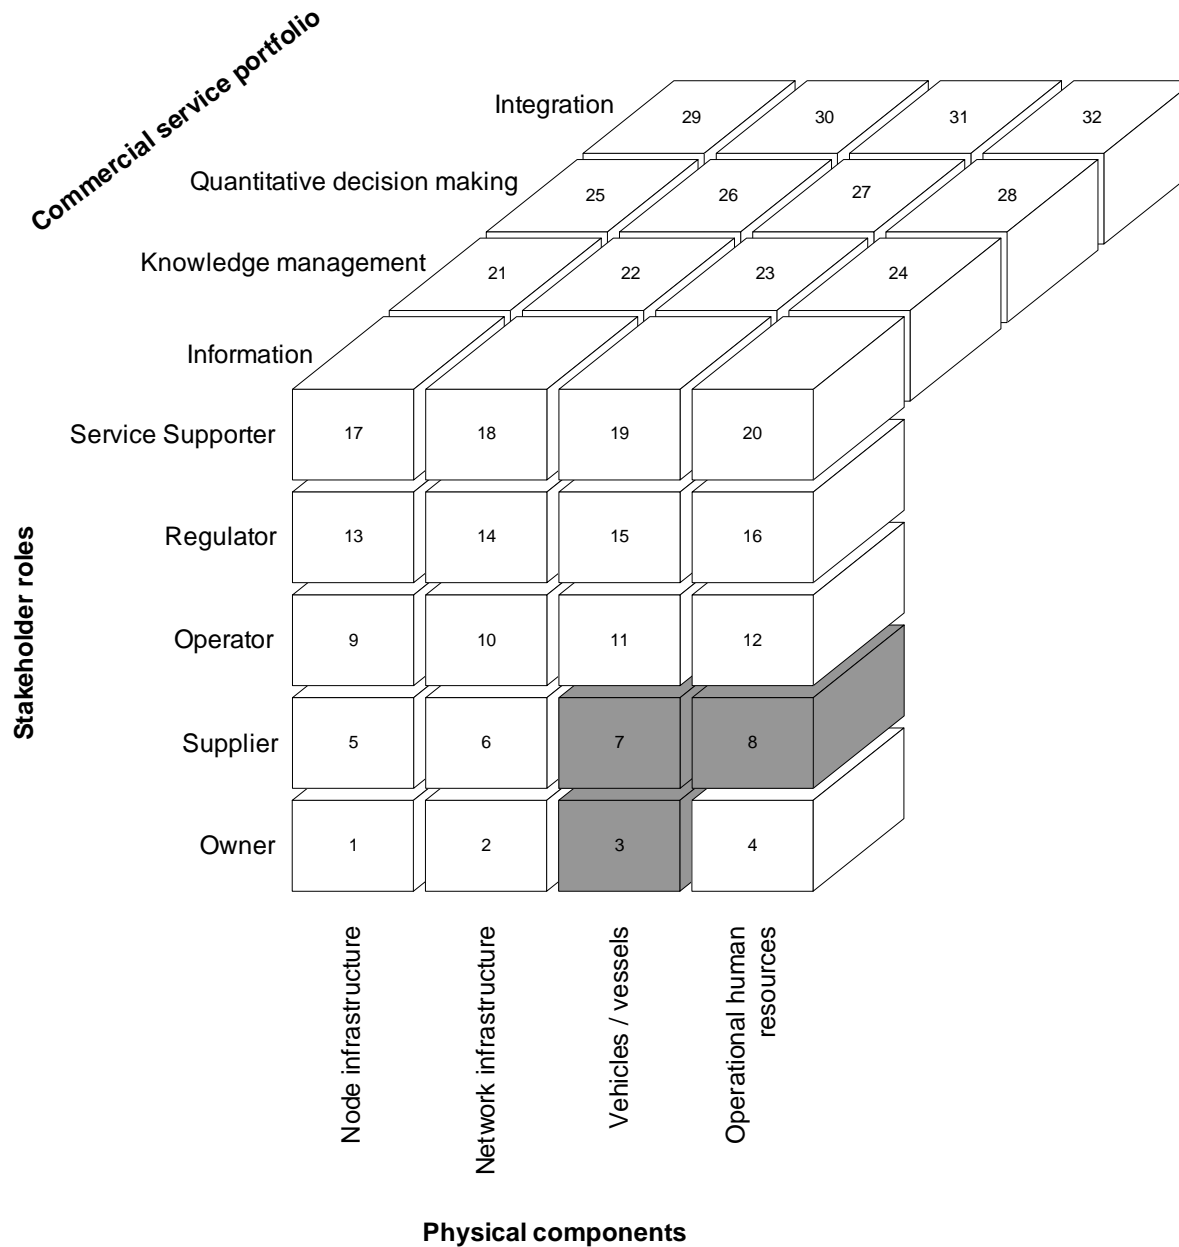 Commercial service portfolio
Integration
29 30 31 32
Quantitative decision making
25 26 27 28
Knowledge management
21 22 23 24
Information
Service Supporter
17 18 19 20
Stakeholder roles
Regulator
13 14 15 16
Operator
9 10 11 12
Supplier
5 6 7 8
Owner
1 2 3 4
Node infrastructure
Network infrastructure
Vehicles / vessels
Operational human
resources
Physical components